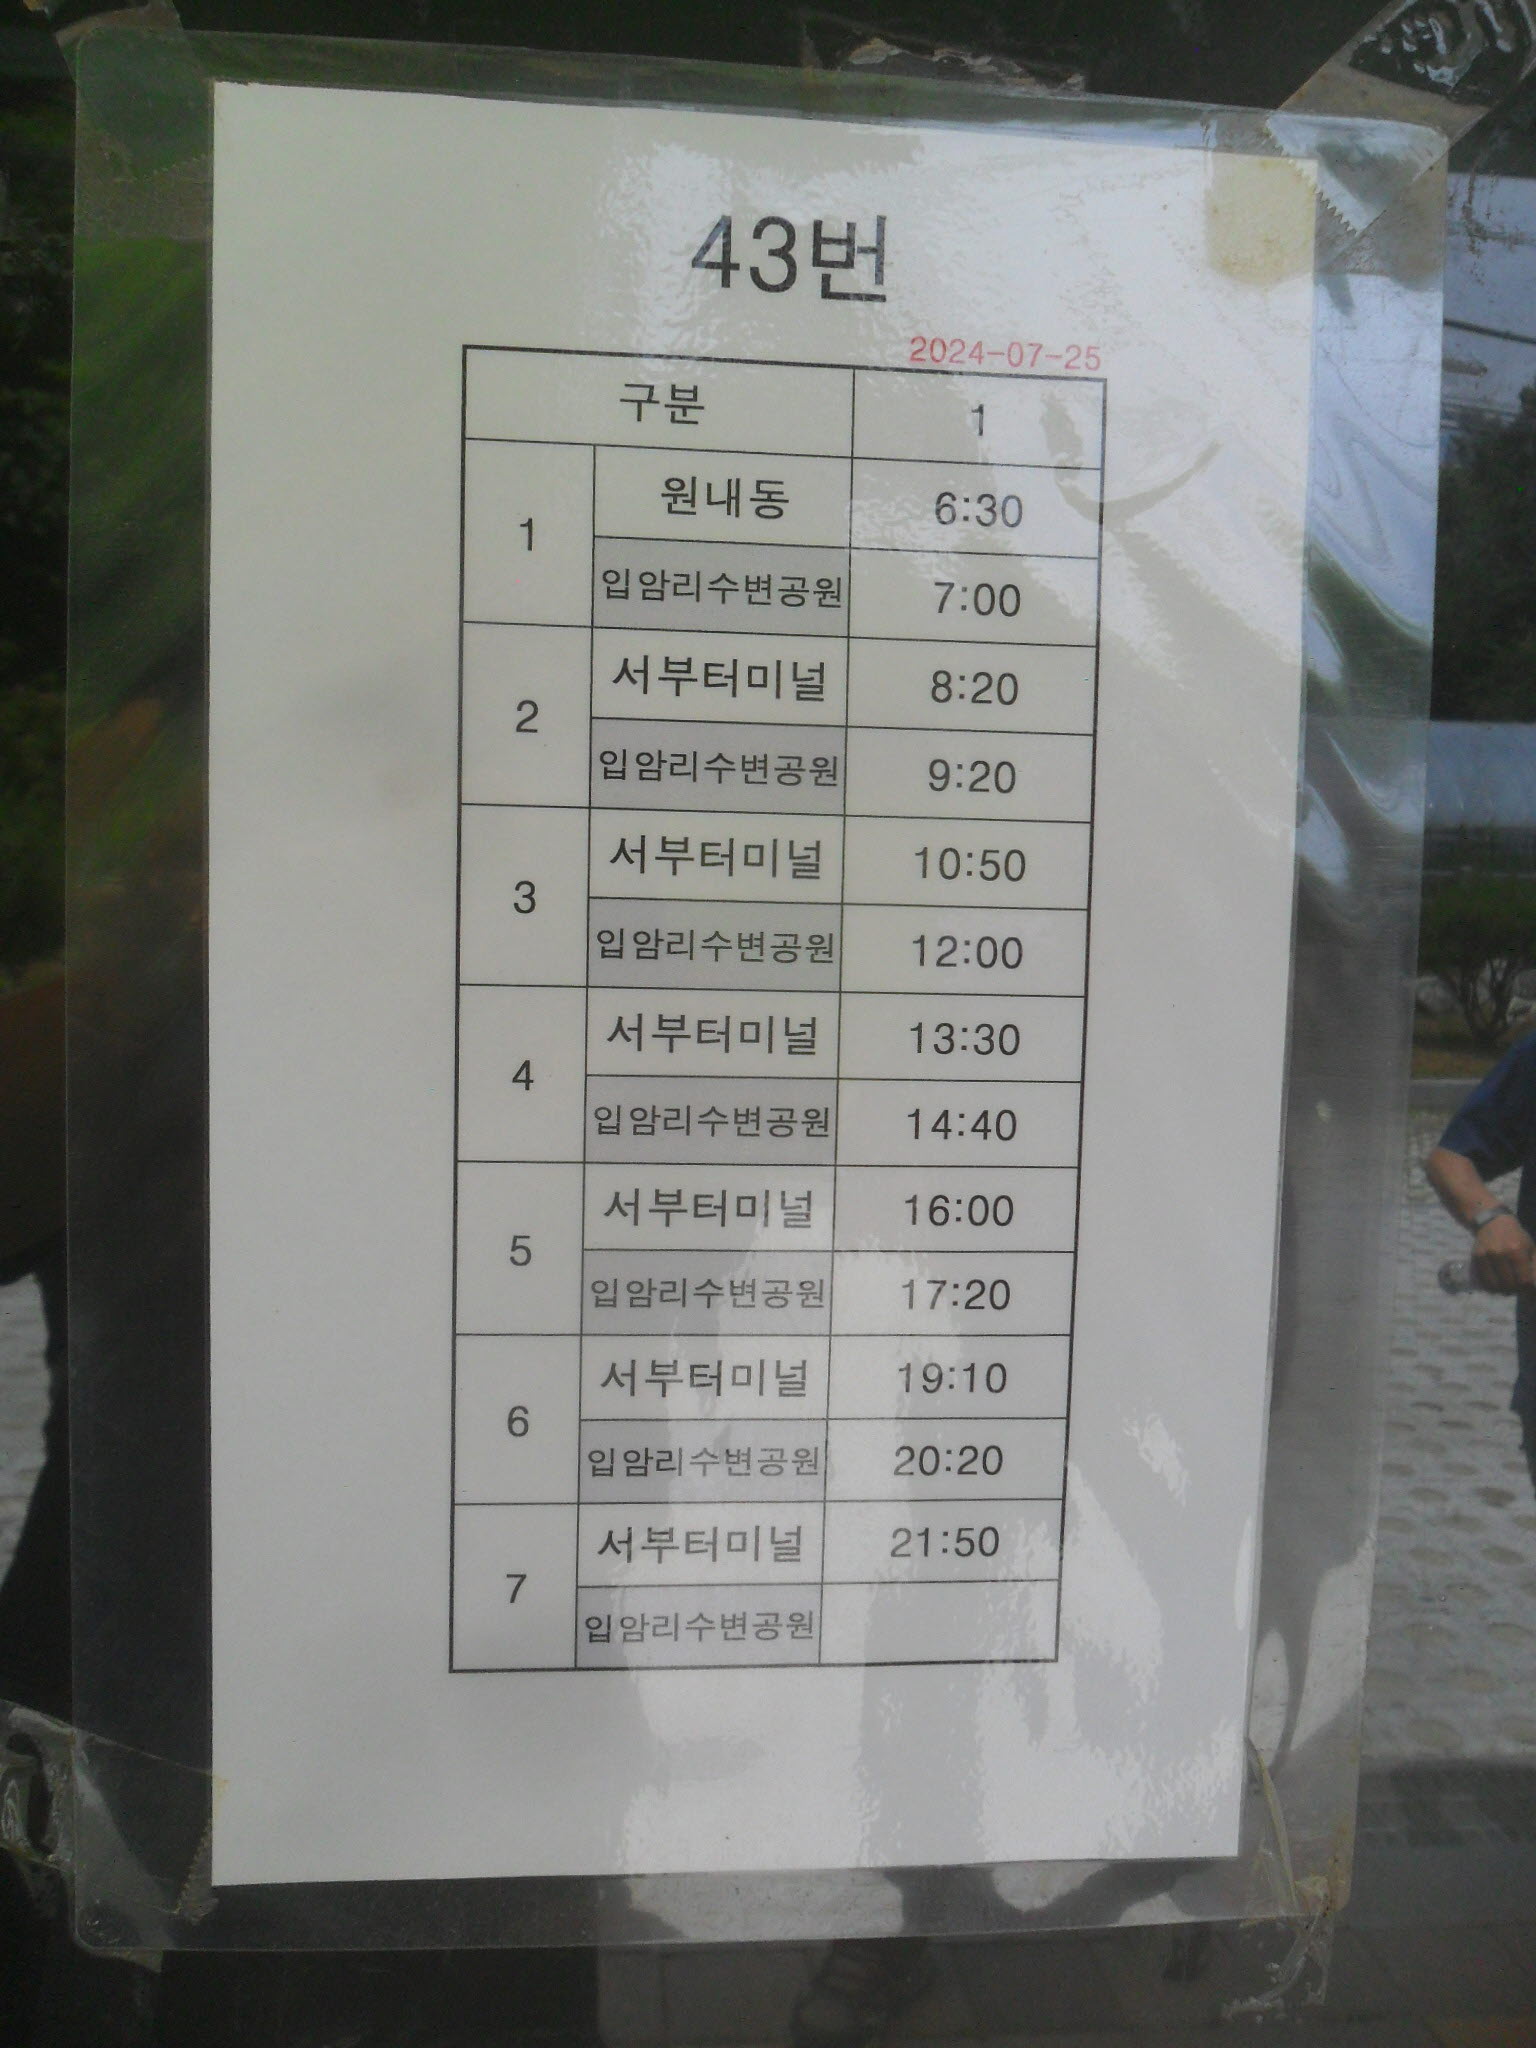 43번
2024-07-25
구분 1
1 원내동 6:30
입암리수변공원 7:00
2 서부터미널 8:20
입암리수변공원 9:20
3 서부터미널 10:50
입암리수변공원 12:00
4 서부터미널 13:30
입암리수변공원 14:40
5 서부터미널 16:00
입암리수변공원 17:20
6 서부터미널 19:10
입암리수변공원 20:20
7 서부터미널 21:50
입암리수변공원